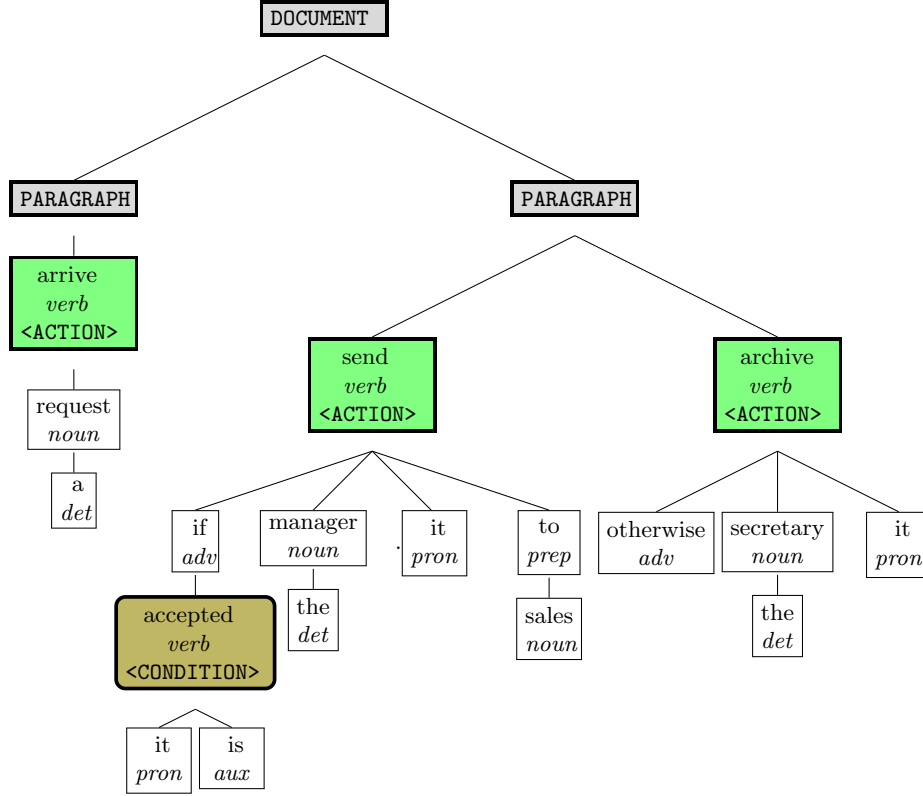 DOCUMENT
PARAGRAPH
PARAGRAPH
arrive
verb
<ACTION>
send
verb
<ACTION>
archive
verb
<ACTION>
request
noun
a
det
if
adv
manager
noun
.
it
pron
to
prep
otherwise
adv
secretary
noun
it
pron
accepted
verb
<CONDITION>
the
det
sales
noun
the
det
it
pron
is
aux